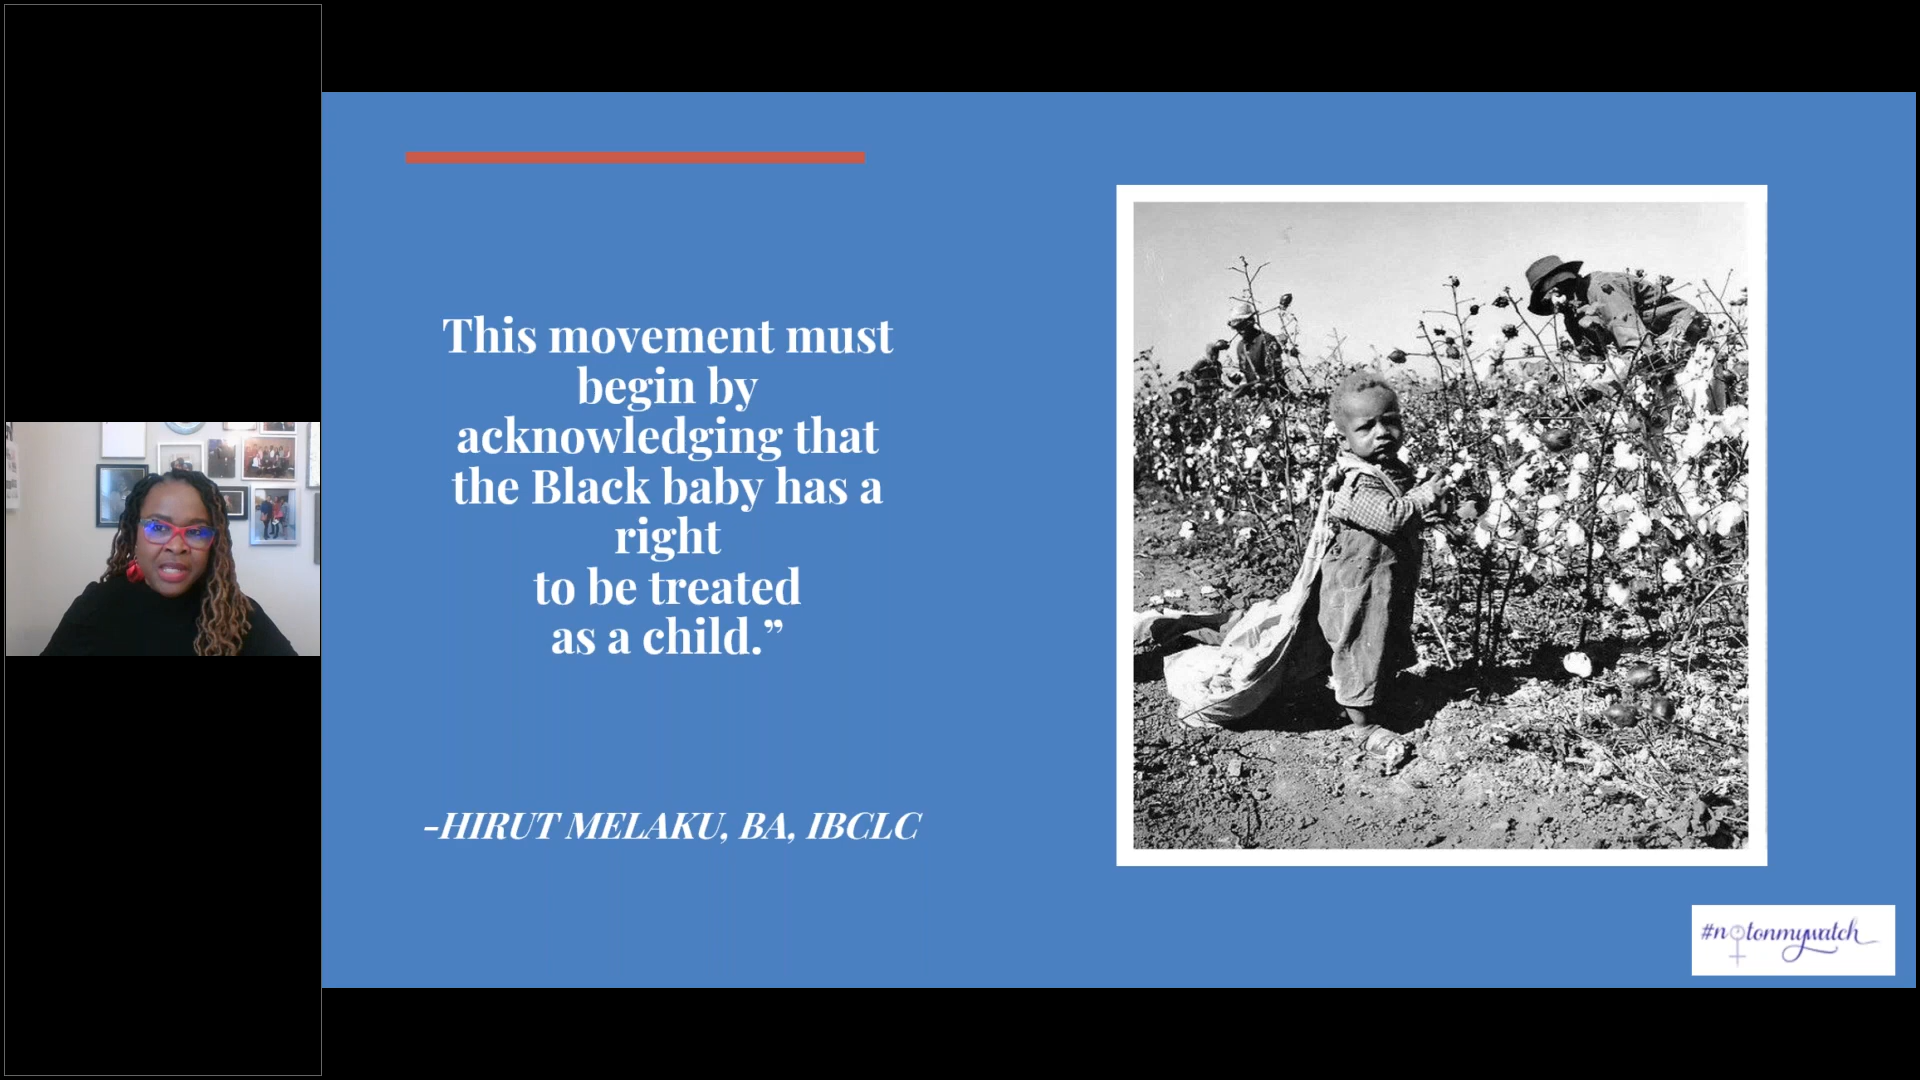 This movement must
begin by
acknowledging that
the Black baby has a
right
to be treated
as a child.”
-HIRUT MELAKU, BA, IBCLC
#notonmywatch